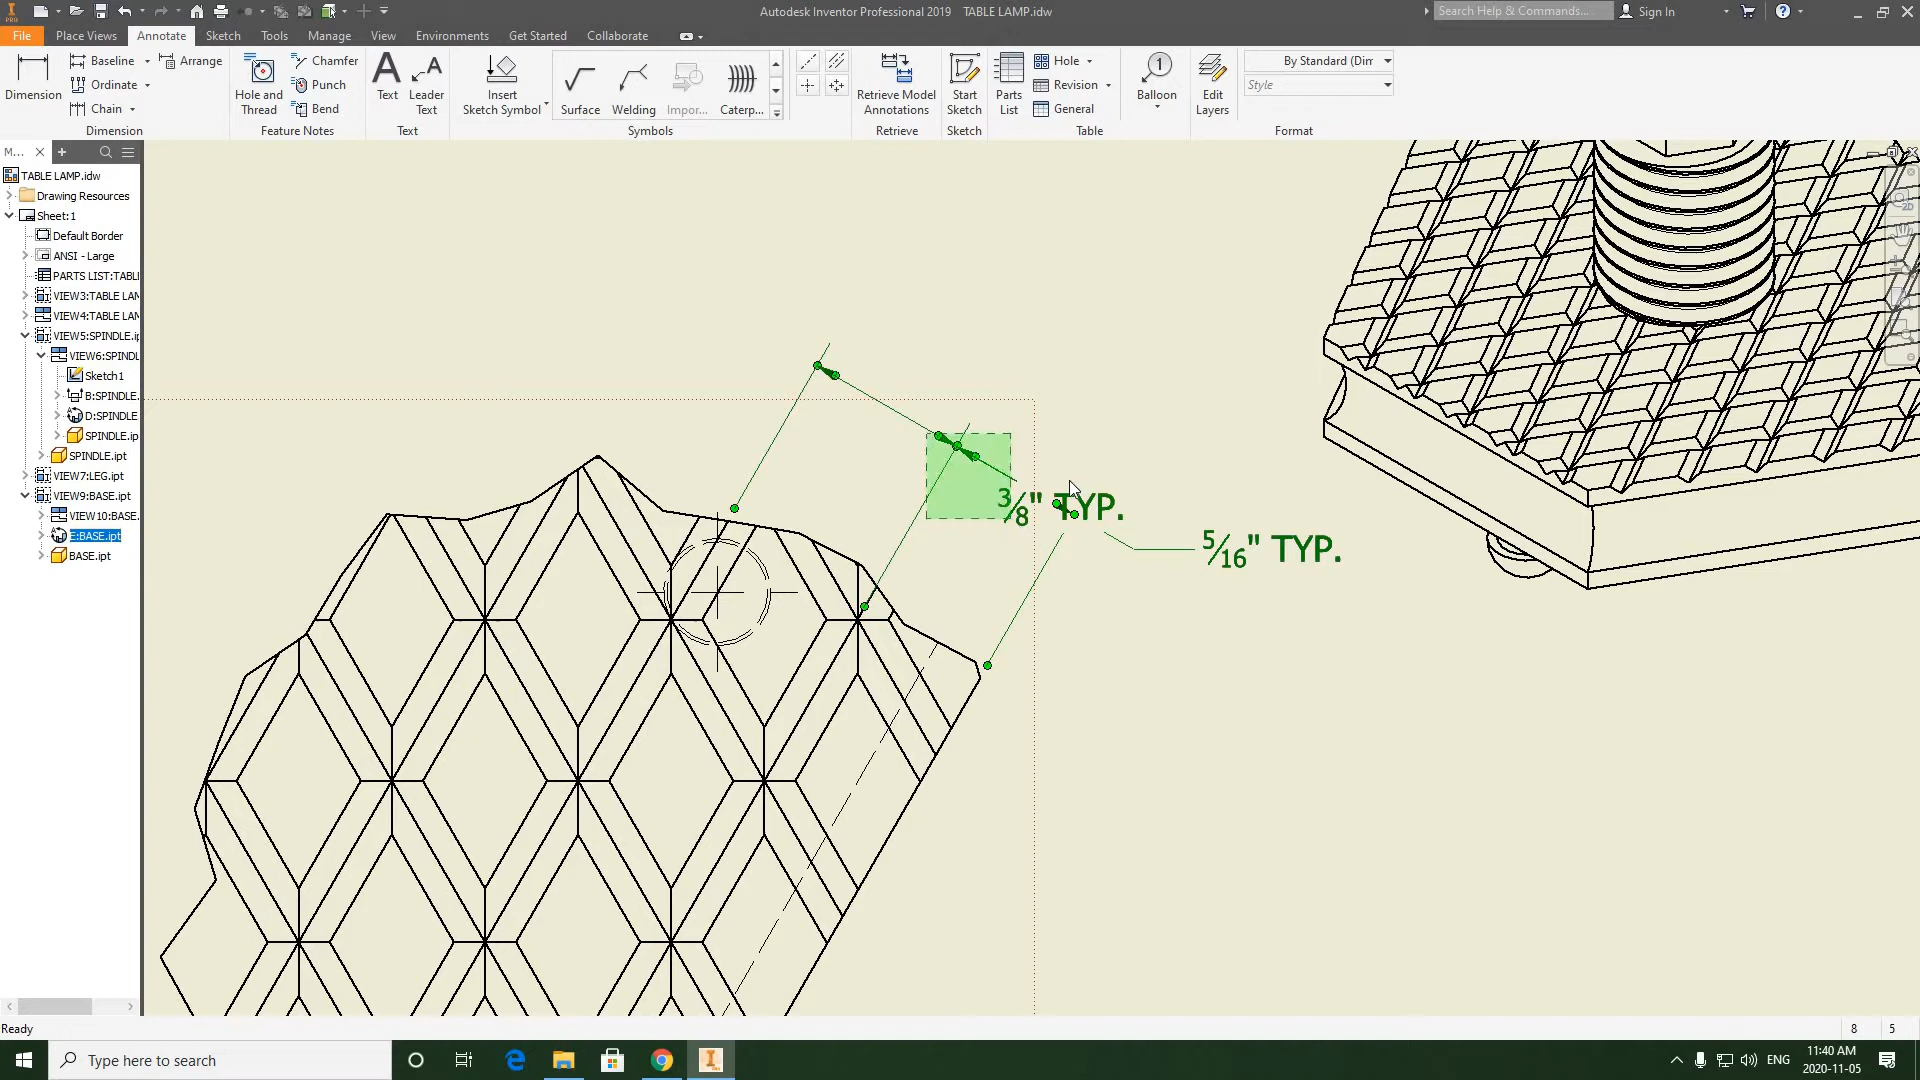 Autodesk Inventor Professional 2019 TABLE LAMP.idw
Search Help & Commands...
Sign In
File Place Views Annotate Sketch Tools Manage View Environments Get Started Collaborate
Dimension
Baseline
Ordinate
Chain
Arrange
Dimension
Hole and Thread
Chamfer
Punch
Bend
Feature Notes
Text
Leader Text
Text
Insert Sketch Symbol
Surface
Welding
Impor...
Caterp...
Symbols
Retrieve Model Annotations
Retrieve
Start Sketch
Sketch
Parts List
Hole
Revision
General
Table
1
Balloon
Edit Layers
By Standard (Dim
Style
Format
M...
TABLE LAMP.idw
Drawing Resources
Sheet:1
Default Border
ANSI - Large
PARTS LIST:TABL
VIEW3:TABLE LAM
VIEW4:TABLE LAM
VIEW5:SPINDLE.i
VIEW6:SPINDL
Sketch1
B:SPINDLE.
D:SPINDLE
SPINDLE.ip
SPINDLE.ipt
VIEW7:LEG.ipt
VIEW9:BASE.ipt
VIEW10:BASE.
E:BASE.ipt
BASE.ipt
3/8" TYP.
5/16" TYP.
2D
Ready
8 5
Type here to search
ENG
11:40 AM
2020-11-05